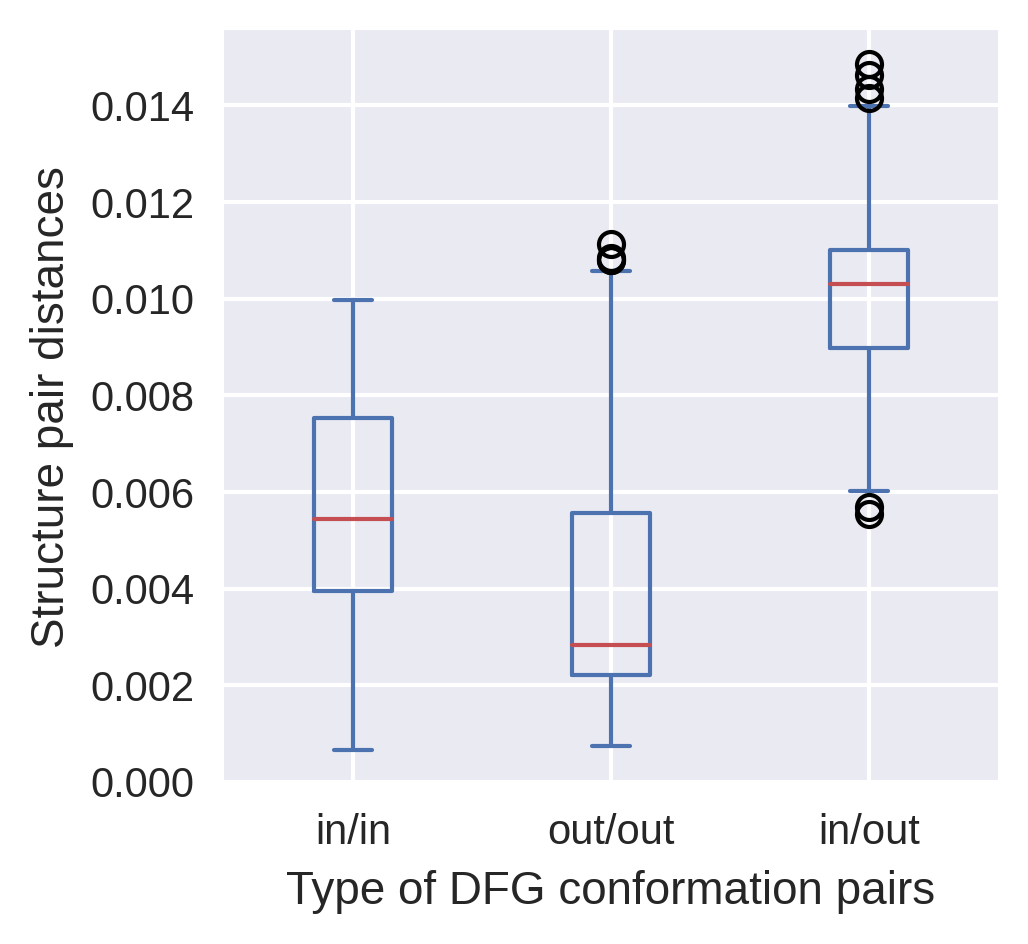 Structure pair distances
0.014
0.012
0.010
0.008
0.006
0.004
0.002
0.000
in/in out/out in/out
Type of DFG conformation pairs